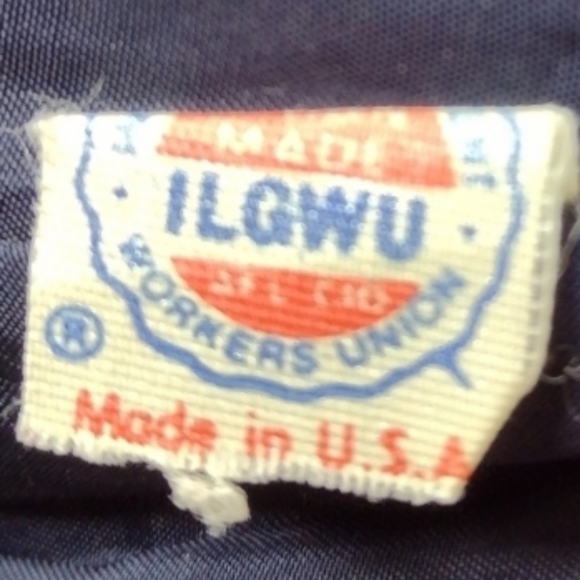 MADE
ILGWU
AFL CIO
WORKERS UNION
®
Made in U.S.A